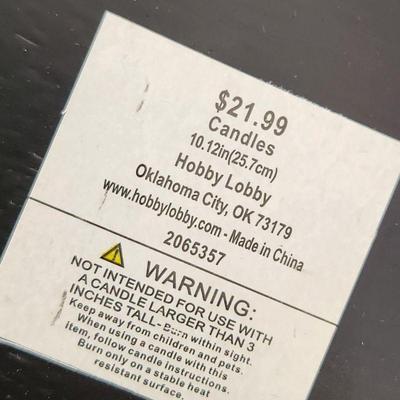 $21.99
Candles
10.12in(25.7cm)
Hobby Lobby
Oklahoma City, OK 73179
www.hobbylobby.com - Made in China
2065357
WARNING:
NOT INTENDED FOR USE WITH
A CANDLE LARGER THAN 3
INCHES TALL- Burn within sight.
Keep away from children and pets.
When using a candle with this
item, follow candle instructions.
Burn only on a stable heat
resistant surface.